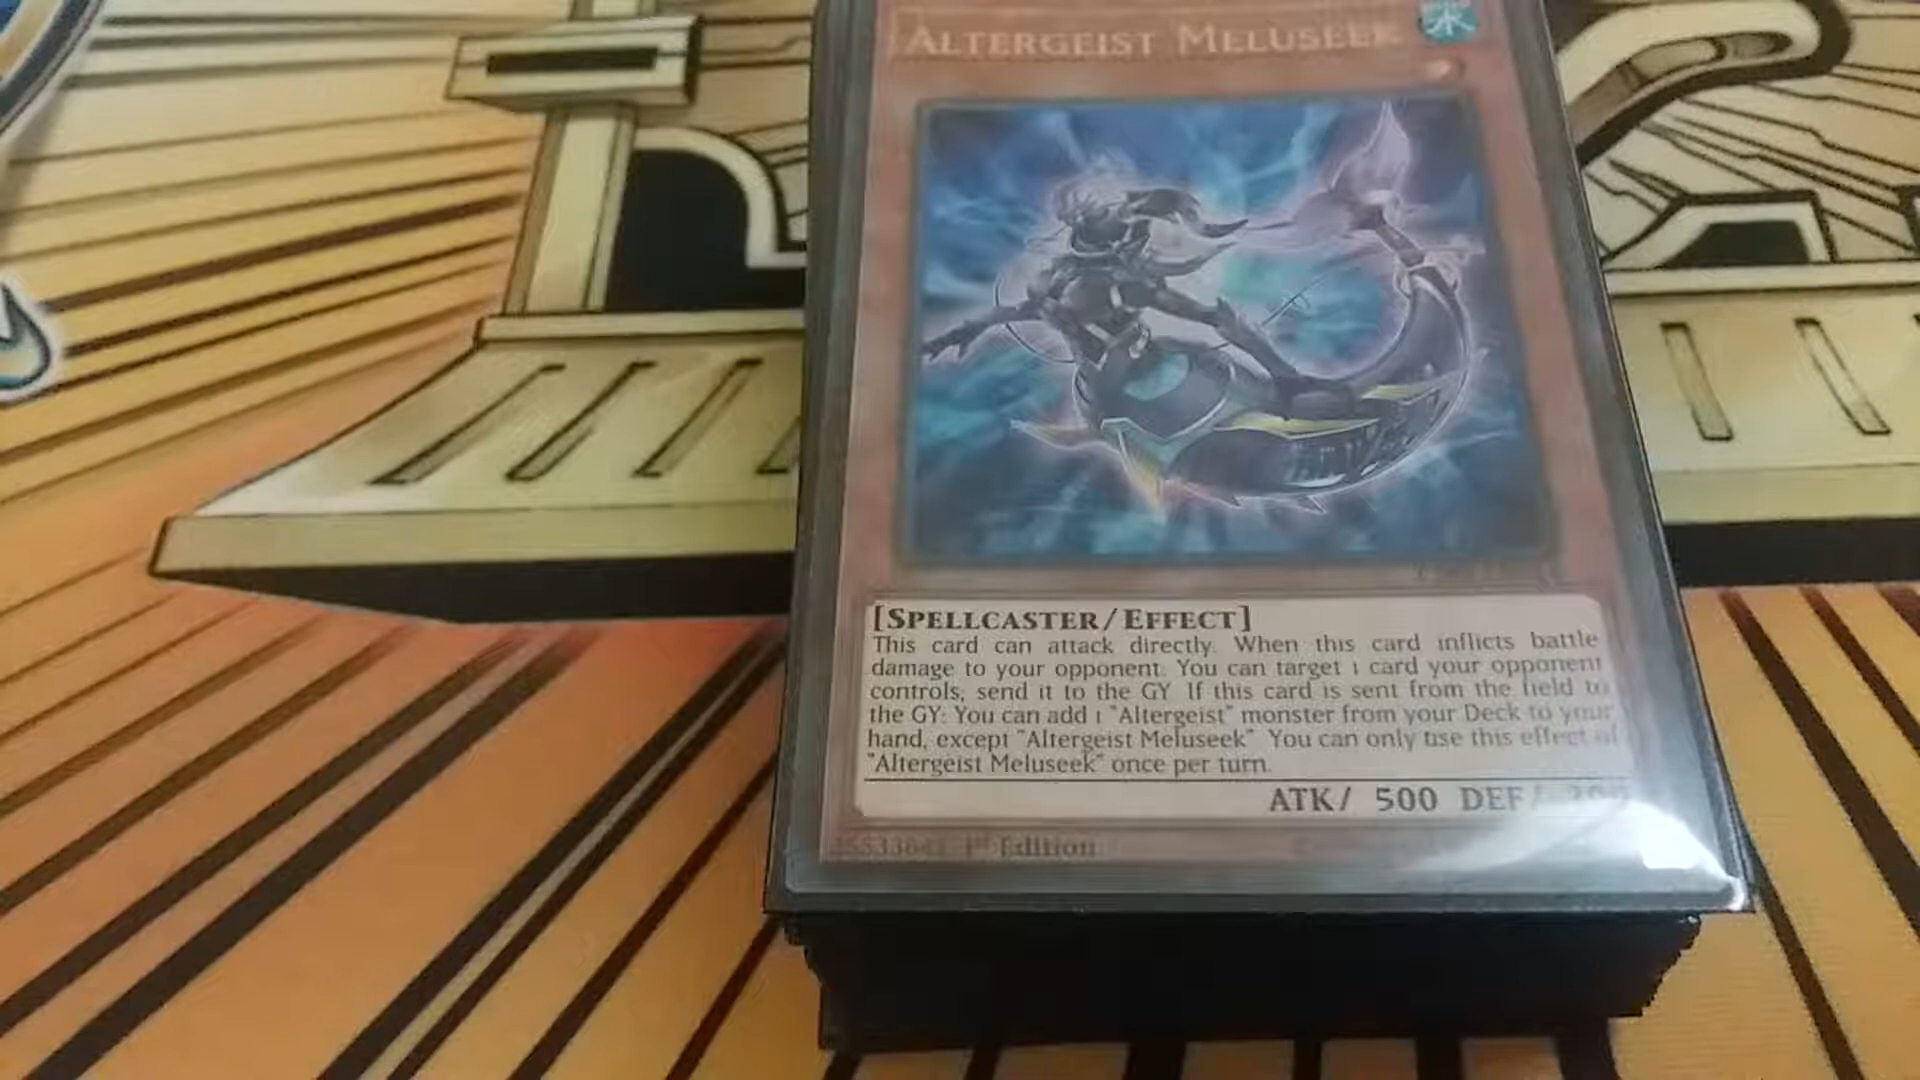 ALTERGEIST MELUSEEK
水
[SPELLCASTER/EFFECT]
This card can attack directly. When this card inflicts battle
damage to your opponent: You can target 1 card your opponent
controls; send it to the GY. If this card is sent from the field to
the GY: You can add 1 "Altergeist" monster from your Deck to your
hand, except "Altergeist Meluseek" You can only use this effect of
"Altergeist Meluseek" once per turn.
ATK/ 500 DEF/
1st Edition